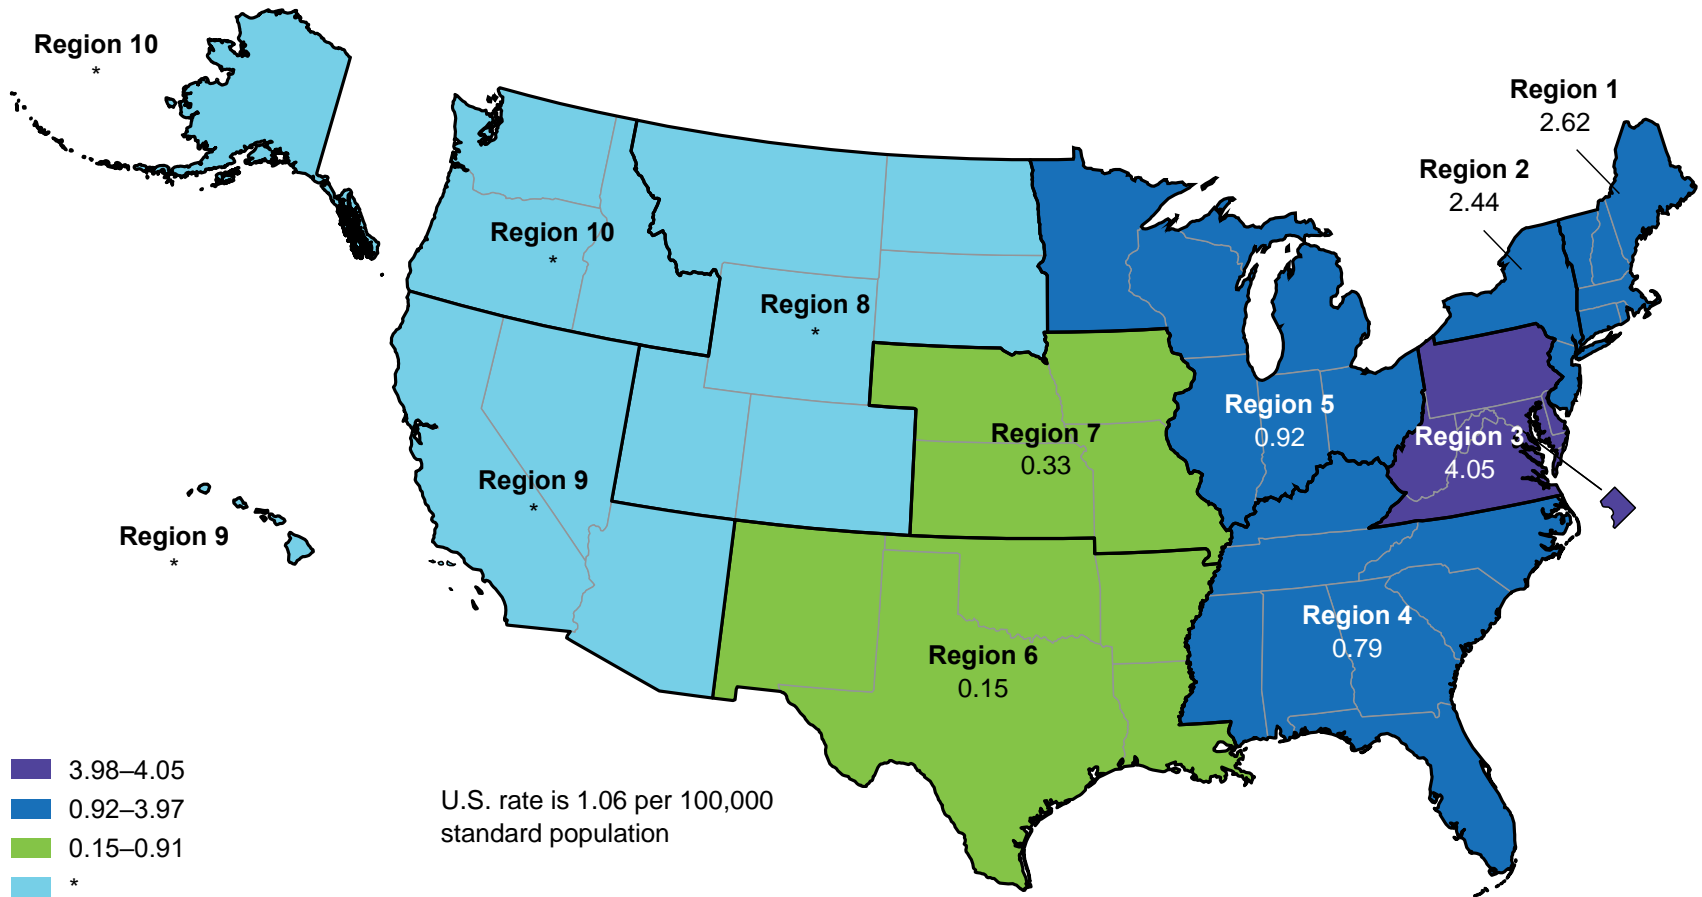 Region 10
*
Region 1
2.62
Region 2
2.44
Region 10
*
Region 8
*
Region 5
0.92
Region 7
0.33
Region 3
4.05
Region 9
*
Region 9
*
Region 4
0.79
Region 6
0.15
3.98–4.05
0.92–3.97
0.15–0.91
*
U.S. rate is 1.06 per 100,000
standard population